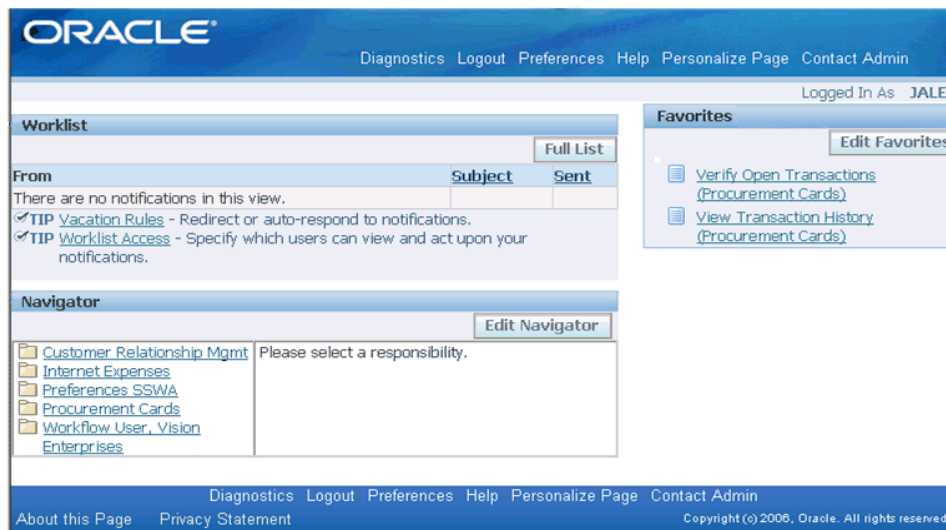 ORACLE®
Diagnostics Logout Preferences Help Personalize Page Contact Admin
Logged In As JALE
Worklist
Full List
From Subject Sent
There are no notifications in this view.
TIP Vacation Rules - Redirect or auto-respond to notifications.
TIP Worklist Access - Specify which users can view and act upon your
notifications.
Favorites
Edit Favorites
Verify Open Transactions
(Procurement Cards)
View Transaction History
(Procurement Cards)
Navigator
Edit Navigator
Customer Relationship Mgmt
Internet Expenses
Preferences SSWA
Procurement Cards
Workflow User, Vision
Enterprises
Please select a responsibility.
Diagnostics Logout Preferences Help Personalize Page Contact Admin
About this Page Privacy Statement
Copyright (c) 2006, Oracle. All rights reserved